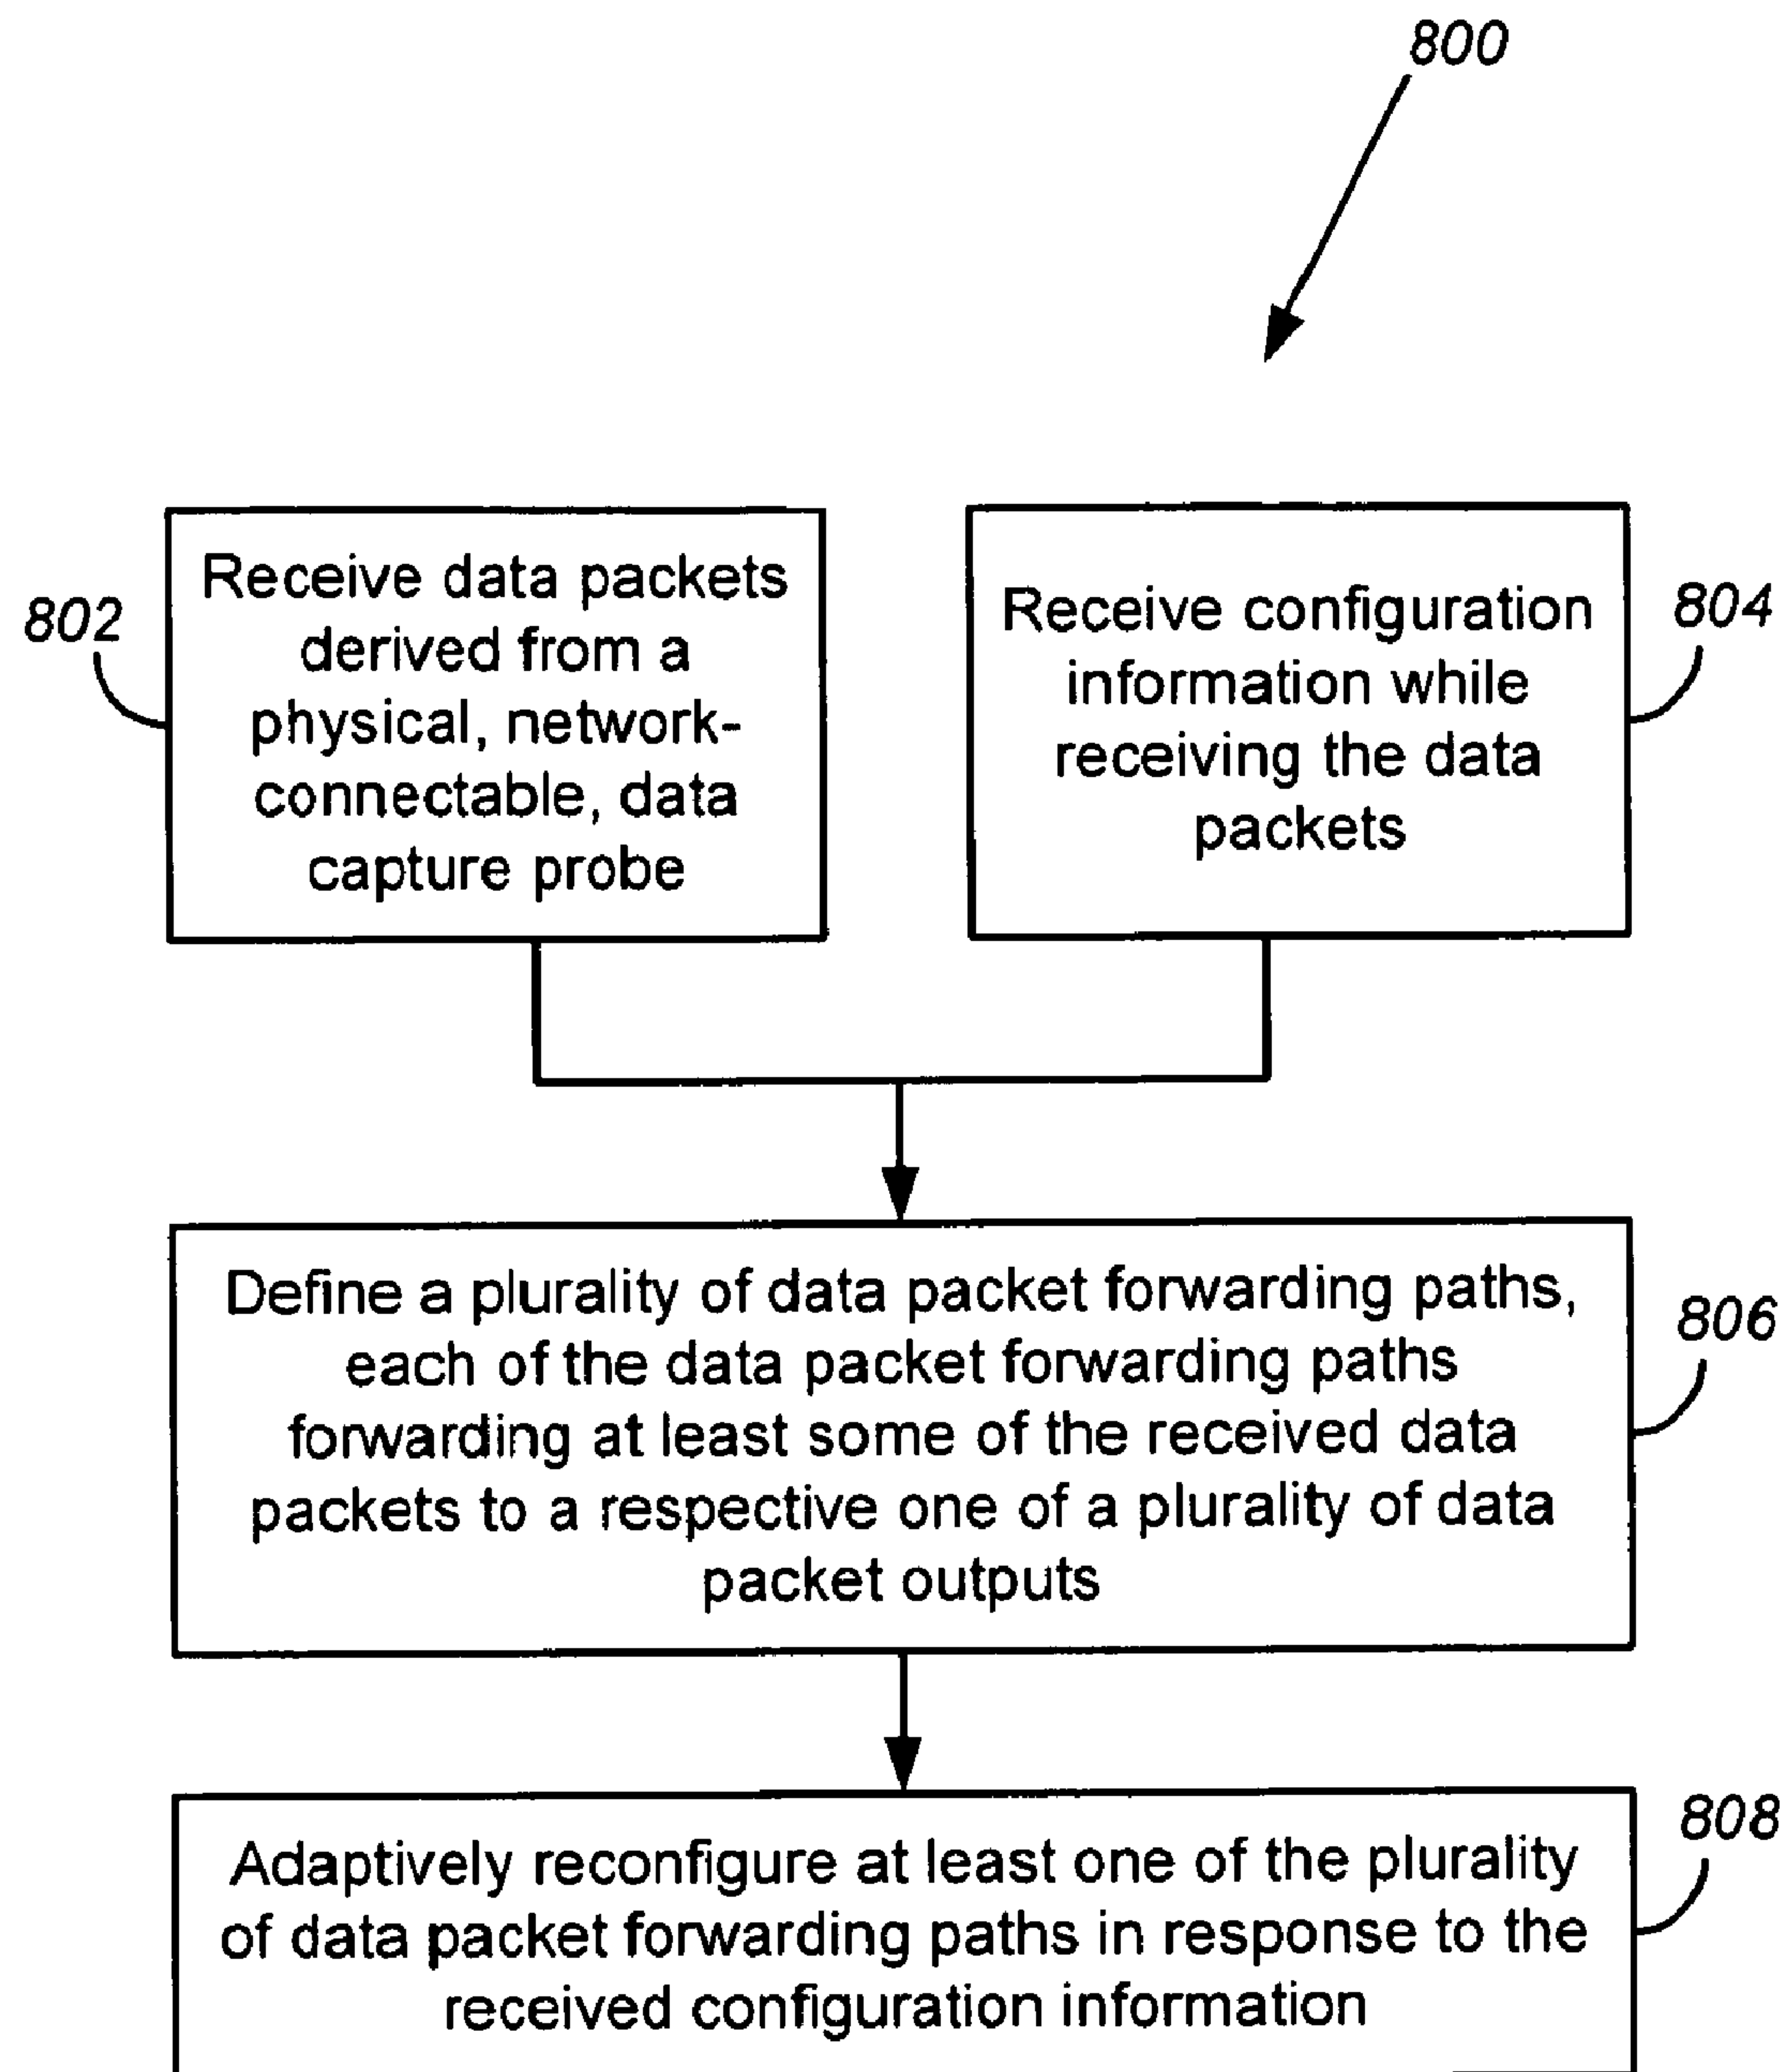 800
802
Receive data packets
derived from a
physical, network-
connectable, data
capture probe
Receive configuration
information while
receiving the data
packets
804
Define a plurality of data packet forwarding paths,
each of the data packet forwarding paths
forwarding at least some of the received data
packets to a respective one of a plurality of data
packet outputs
806
Adaptively reconfigure at least one of the plurality
of data packet forwarding paths in response to the
received configuration information
808